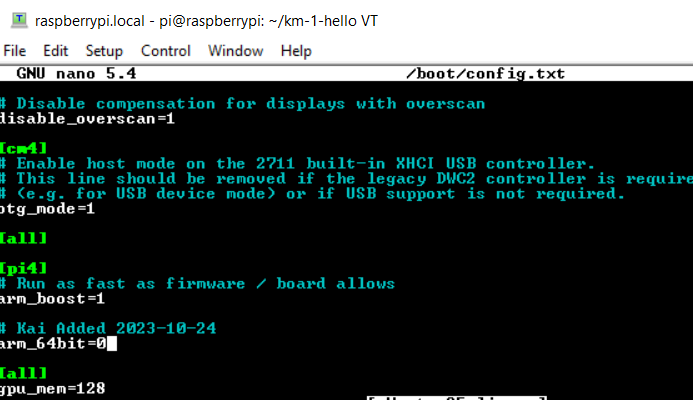 raspberrypi.local - pi@raspberrypi: ~/km-1-hello VT
File Edit Setup Control Window Help
GNU nano 5.4 /boot/config.txt
# Disable compensation for displays with overscan
disable_overscan=1
[cm4]
# Enable host mode on the 2711 built-in XHCI USB controller.
# This line should be removed if the legacy DWC2 controller is require
# (e.g. for USB device mode) or if USB support is not required.
otg_mode=1
[all]
[pi4]
# Run as fast as firmware / board allows
arm_boost=1
# Kai Added 2023-10-24
arm_64bit=0
[all]
gpu_mem=128